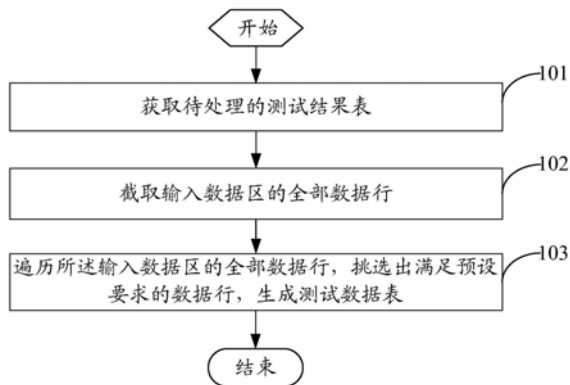 开始
101
获取待处理的测试结果表
102
截取输入数据区的全部数据行
103
遍历所述输入数据区的全部数据行，挑选出满足预设
要求的数据行，生成测试数据表
结束